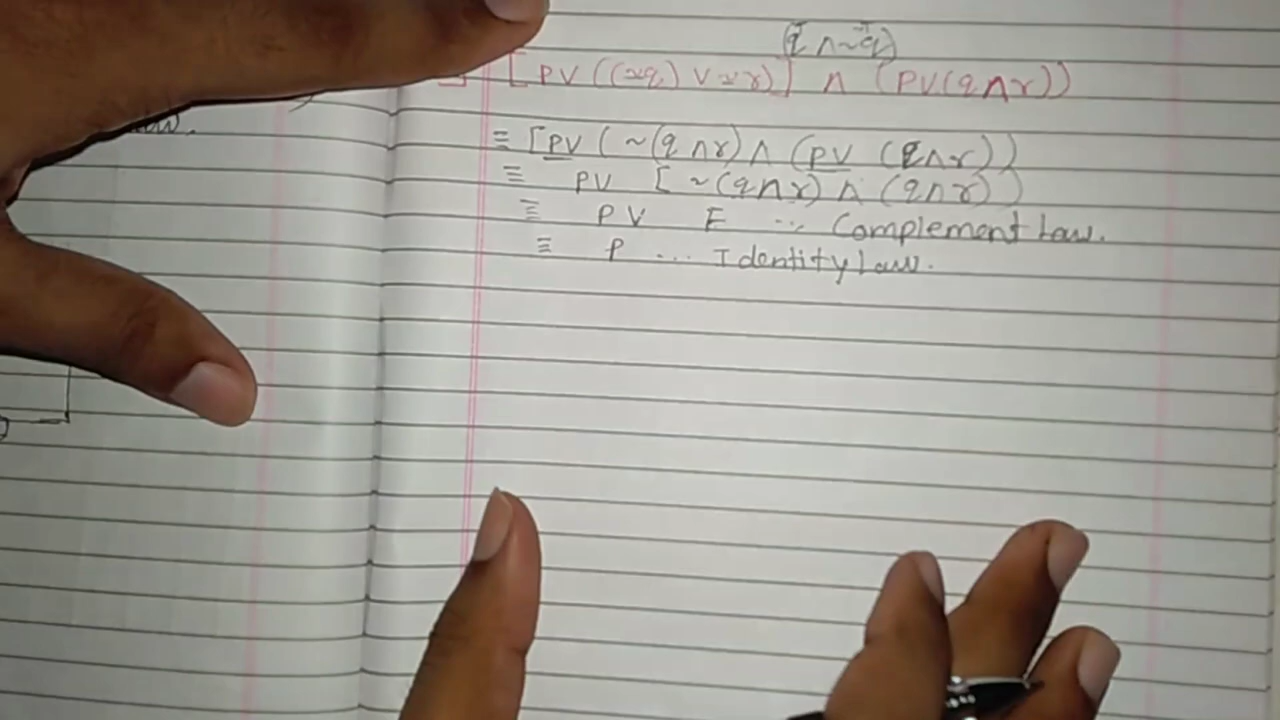 (q ∧ ~q)
[p∨((~q)∨~r)] ∧ (p∨(q∧r))
≡ [p∨(~(q∧r)∧(p∨(q∧r))
≡ p∨[~(q∧r)∧(q∧r))
≡ p∨ F ... Complement Law.
≡ p ... Identity Law.